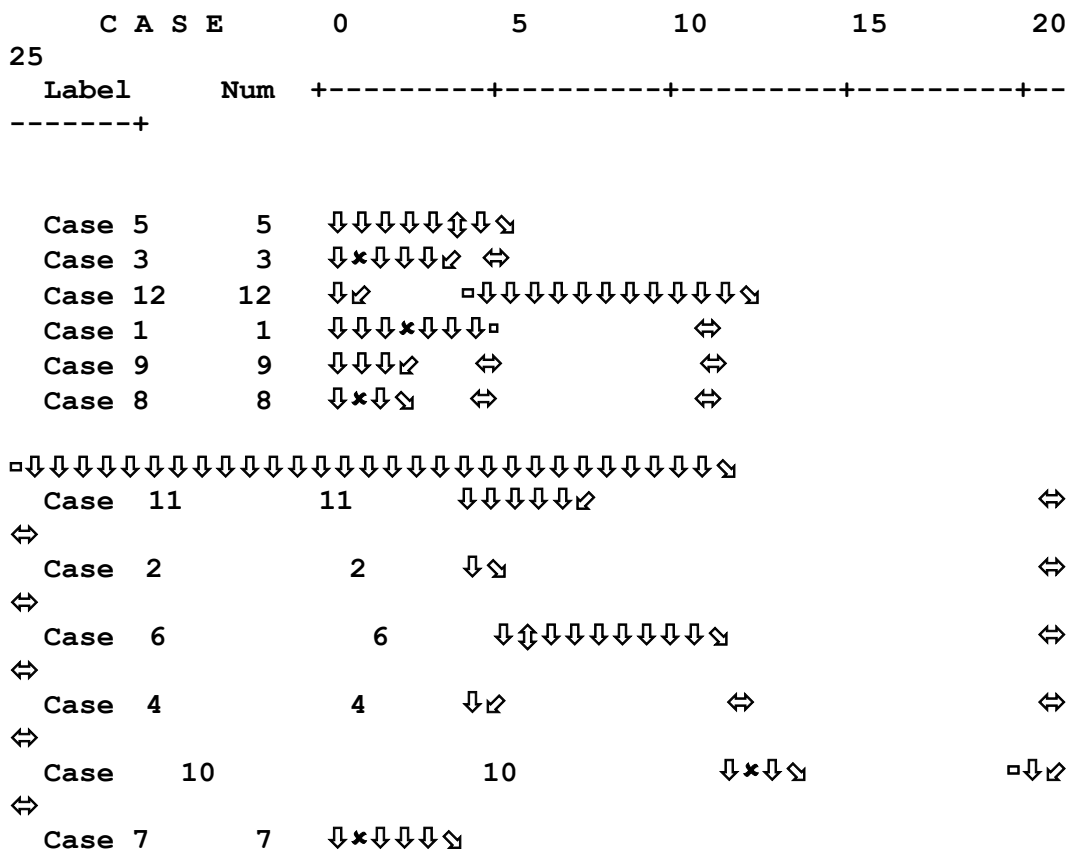 C A S E 0 5 10 15 20
25
Label Num +---------+---------+---------+---------+--
-------+
Case 5 5 ⇩⇩⇩⇩⇩⇳⇩⬂
Case 3 3 ⇩✖⇩⇩⇩⬃ ⬄
Case 12 12 ⇩⬃ ▫⇩⇩⇩⇩⇩⇩⇩⇩⇩⇩⇩⬂
Case 1 1 ⇩⇩⇩✖⇩⇩⇩▫ ⬄
Case 9 9 ⇩⇩⇩⬃ ⬄ ⬄
Case 8 8 ⇩✖⇩⬂ ⬄ ⬄
▫⇩⇩⇩⇩⇩⇩⇩⇩⇩⇩⇩⇩⇩⇩⇩⇩⇩⇩⇩⇩⇩⇩⇩⇩⇩⇩⇩⇩⇩⬂
Case 11 11 ⇩⇩⇩⇩⇩⬃ ⬄
⬄
Case 2 2 ⇩⬂ ⬄
⬄
Case 6 6 ⇩⇳⇩⇩⇩⇩⇩⇩⇩⬂ ⬄
⬄
Case 4 4 ⇩⬃ ⬄ ⬄
⬄
Case 10 10 ⇩✖⇩⬂ ▫⇩⬃
⬄
Case 7 7 ⇩✖⇩⇩⇩⬂